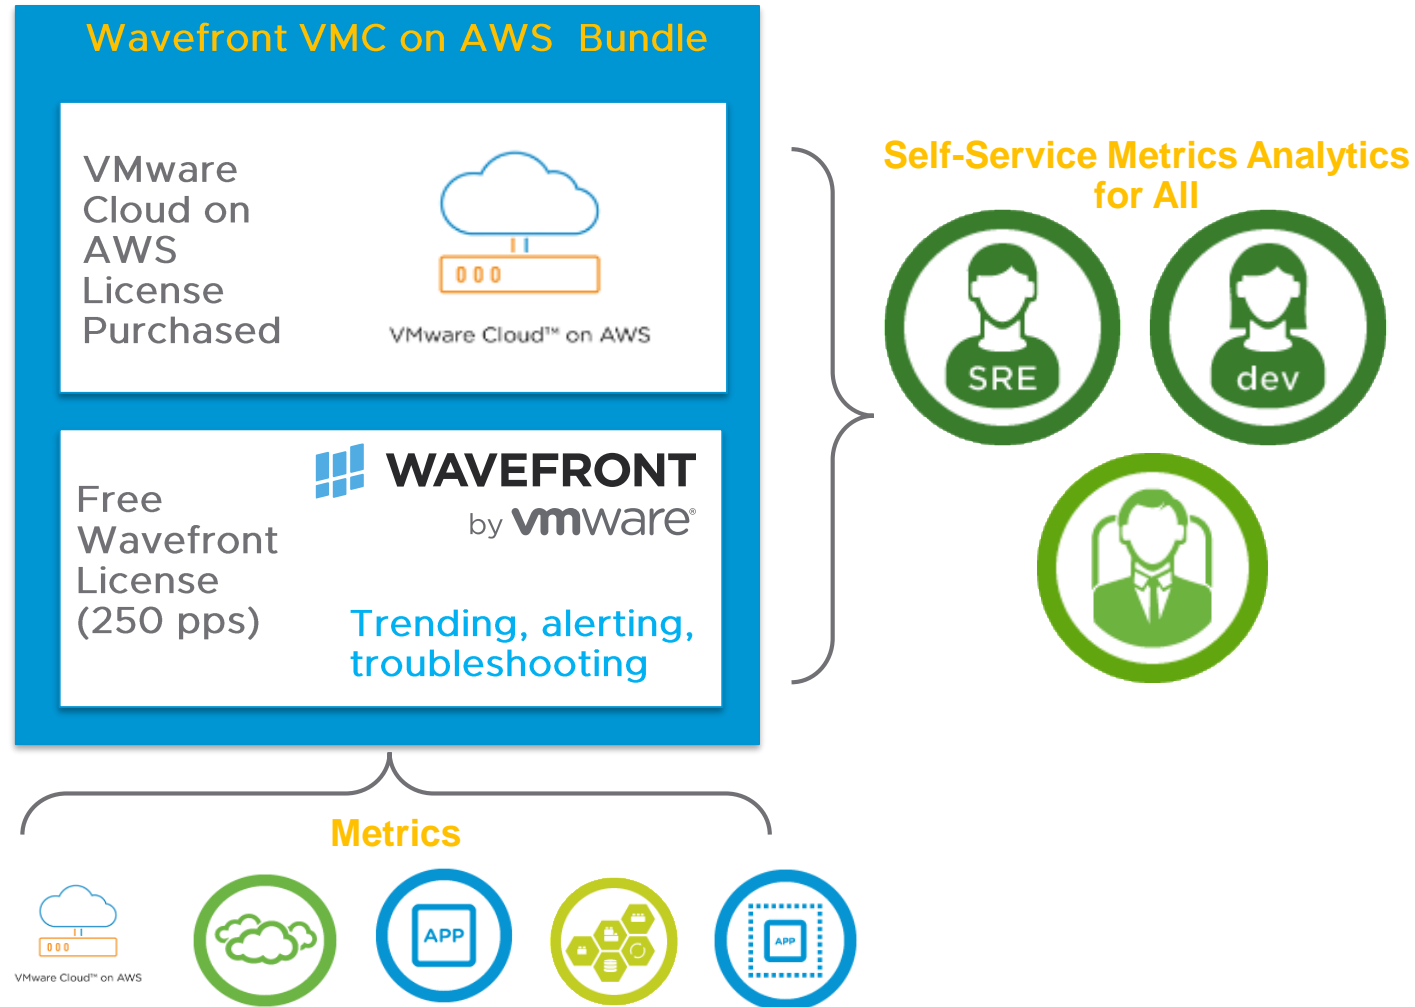 Wavefront VMC on AWS  Bundle
VMware
Cloud on
AWS
License
Purchased
VMware Cloud™ on AWS
Free
Wavefront
License
(250 pps)
WAVEFRONT
by vmware®
Trending, alerting,
troubleshooting
Self-Service Metrics Analytics
for All
SRE
dev
Metrics
VMware Cloud™ on AWS
APP
APP